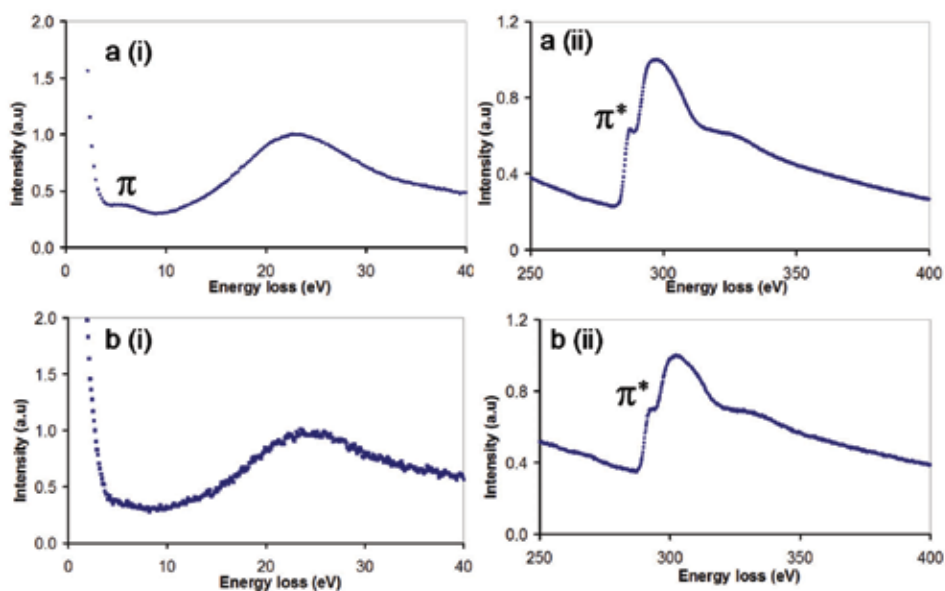 a (i)
2.0
1.5
1.0
0.5
0.0
π
Intensity (a.u)
0
10
20
30
40
Energy loss (eV)
a (ii)
1.2
0.8
0.4
0
π*
Intensity (a.u)
250
300
350
400
Energy loss (eV)
b (i)
2.0
1.5
1.0
0.5
0.0
Intensity (a.u)
0
10
20
30
40
Energy loss (eV)
b (ii)
1.2
0.8
0.4
0.0
π*
Intensity (a.u)
250
300
350
400
Energy loss (eV)